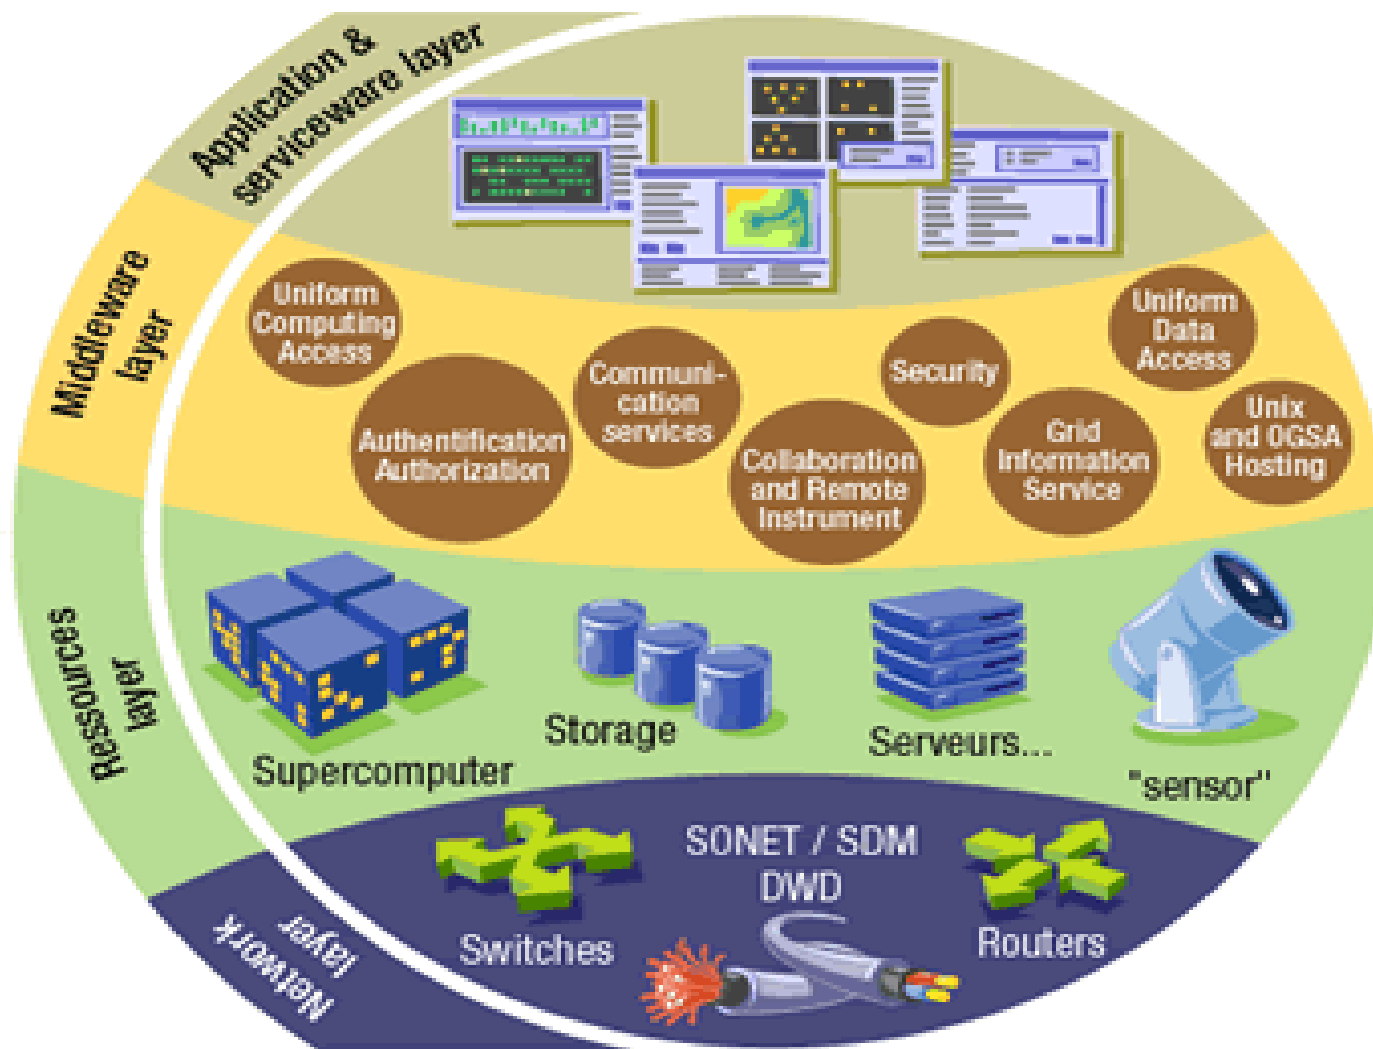 Application &
serviceware layer
Middleware
layer
Uniform
Computing
Access
Authentification
Authorization
Communi-
cation
services
Collaboration
and Remote
Instrument
Security
Grid
Information
Service
Uniform
Data
Access
Unix
and OGSA
Hosting
Ressources
layer
Supercomputer
Storage
Serveurs...
"sensor"
Network
layer
Switches
SONET / SDM
DWD
Routers